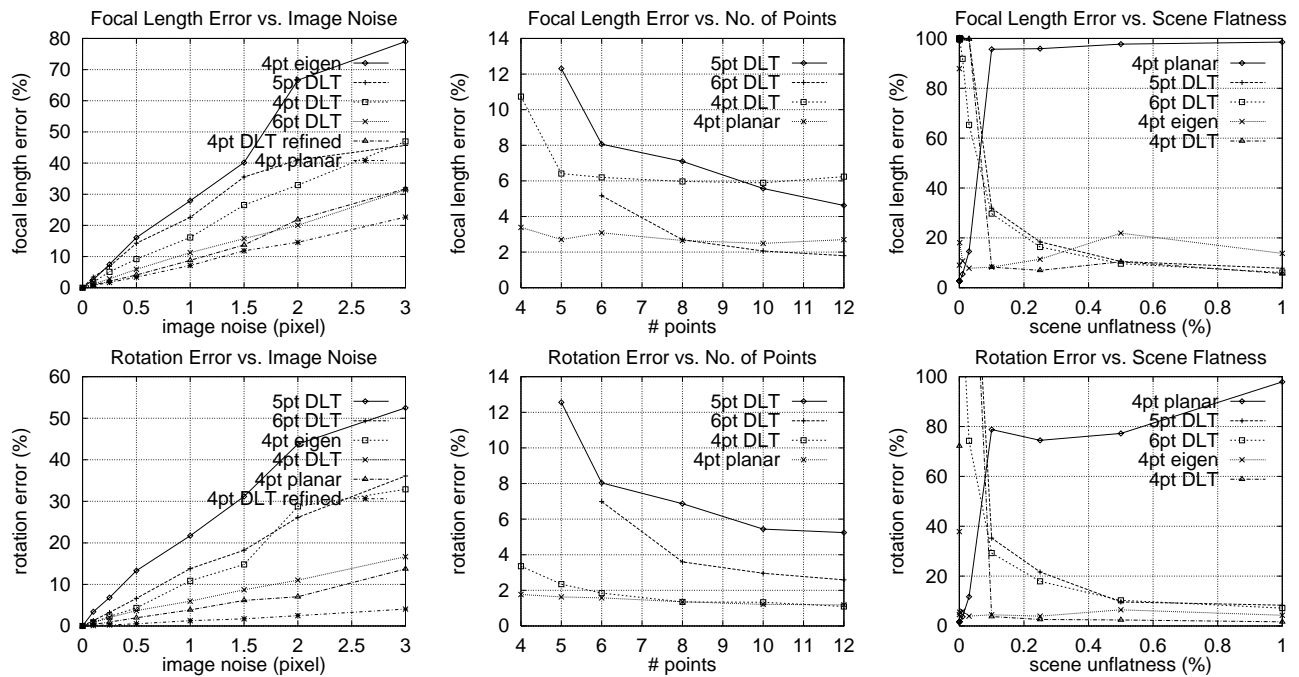 Focal Length Error vs. Image Noise
focal length error (%)
80
70
60
50
40
30
20
10
0
4pt eigen
5pt DLT
4pt DLT
6pt DLT
4pt DLT refined
4pt planar
0 0.5 1 1.5 2 2.5 3
image noise (pixel)
Focal Length Error vs. No. of Points
focal length error (%)
14
12
10
8
6
4
2
0
5pt DLT
6pt DLT
4pt DLT
4pt planar
4 5 6 7 8 9 10 11 12
# points
Focal Length Error vs. Scene Flatness
focal length error (%)
100
80
60
40
20
0
4pt planar
5pt DLT
6pt DLT
4pt eigen
4pt DLT
0 0.2 0.4 0.6 0.8 1
scene unflatness (%)
Rotation Error vs. Image Noise
rotation error (%)
60
50
40
30
20
10
0
5pt DLT
6pt DLT
4pt eigen
4pt DLT
4pt planar
4pt DLT refined
0 0.5 1 1.5 2 2.5 3
image noise (pixel)
Rotation Error vs. No. of Points
rotation error (%)
14
12
10
8
6
4
2
0
5pt DLT
6pt DLT
4pt DLT
4pt planar
4 5 6 7 8 9 10 11 12
# points
Rotation Error vs. Scene Flatness
rotation error (%)
100
80
60
40
20
0
4pt planar
5pt DLT
6pt DLT
4pt eigen
4pt DLT
0 0.2 0.4 0.6 0.8 1
scene unflatness (%)